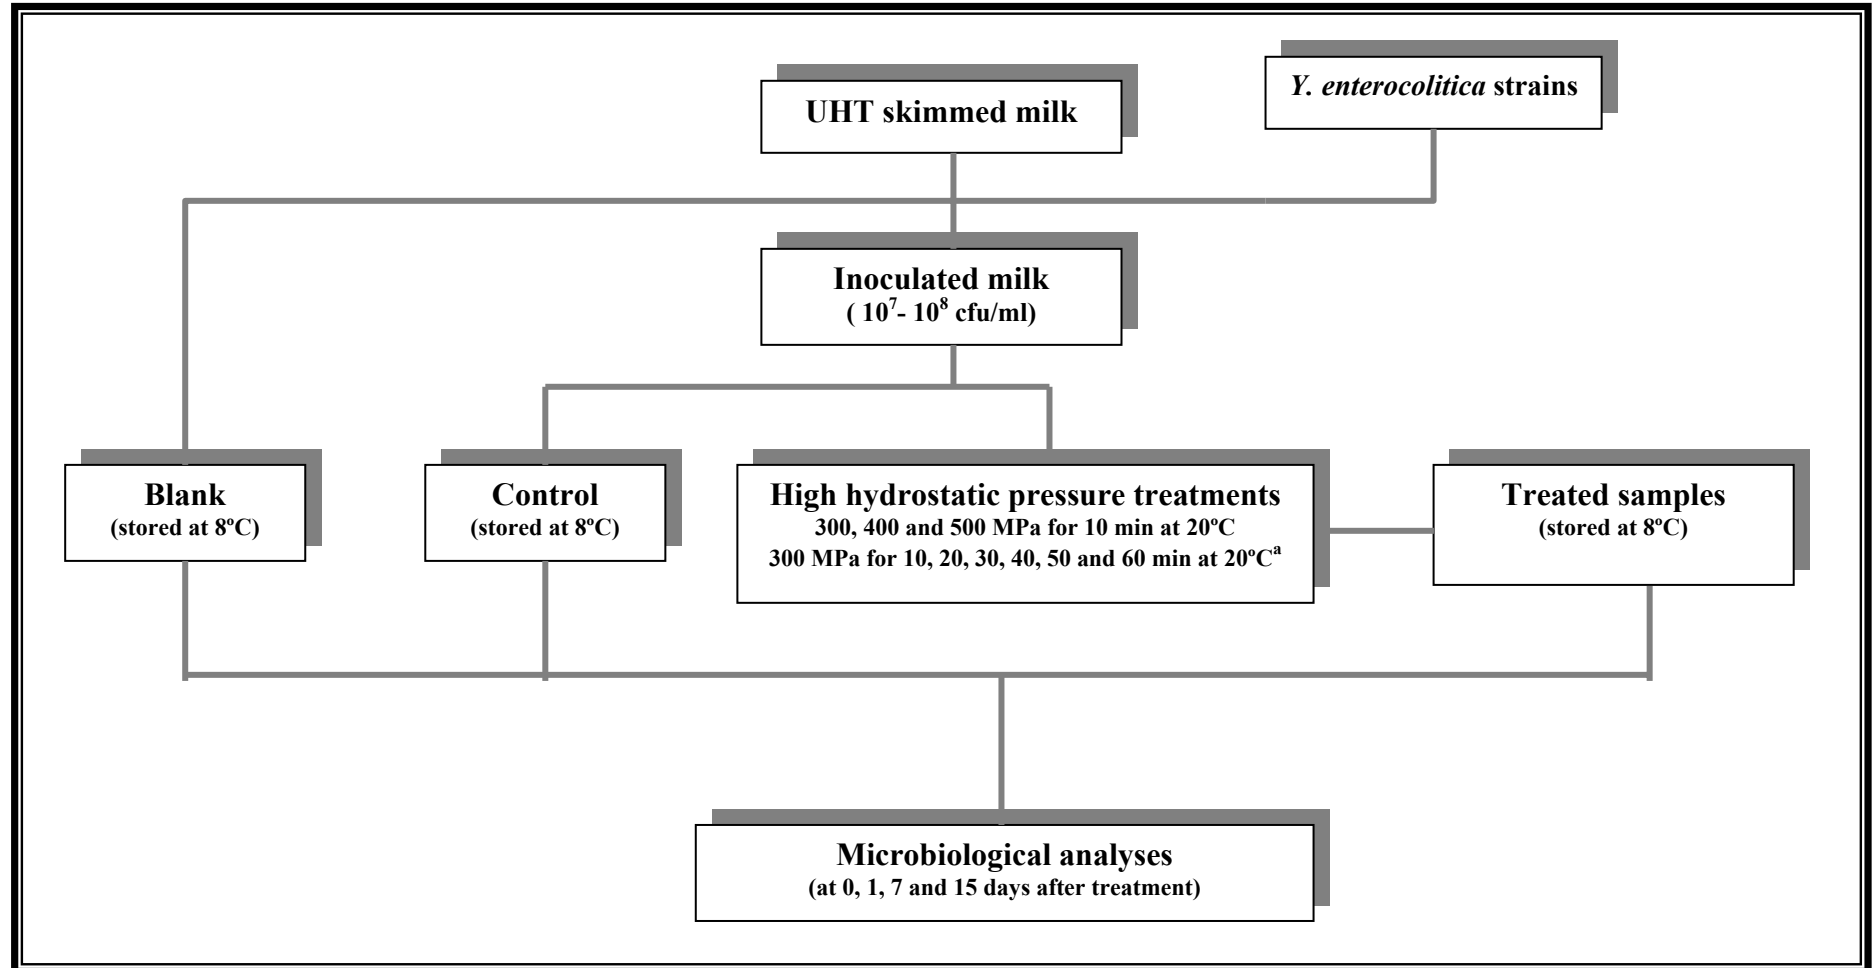 UHT skimmed milk
Y. enterocolitica strains
Inoculated milk
( 10⁷- 10⁸ cfu/ml)
Blank
(stored at 8ºC)
Control
(stored at 8ºC)
High hydrostatic pressure treatments
300, 400 and 500 MPa for 10 min at 20ºC
300 MPa for 10, 20, 30, 40, 50 and 60 min at 20ºCᵃ
Treated samples
(stored at 8ºC)
Microbiological analyses
(at 0, 1, 7 and 15 days after treatment)